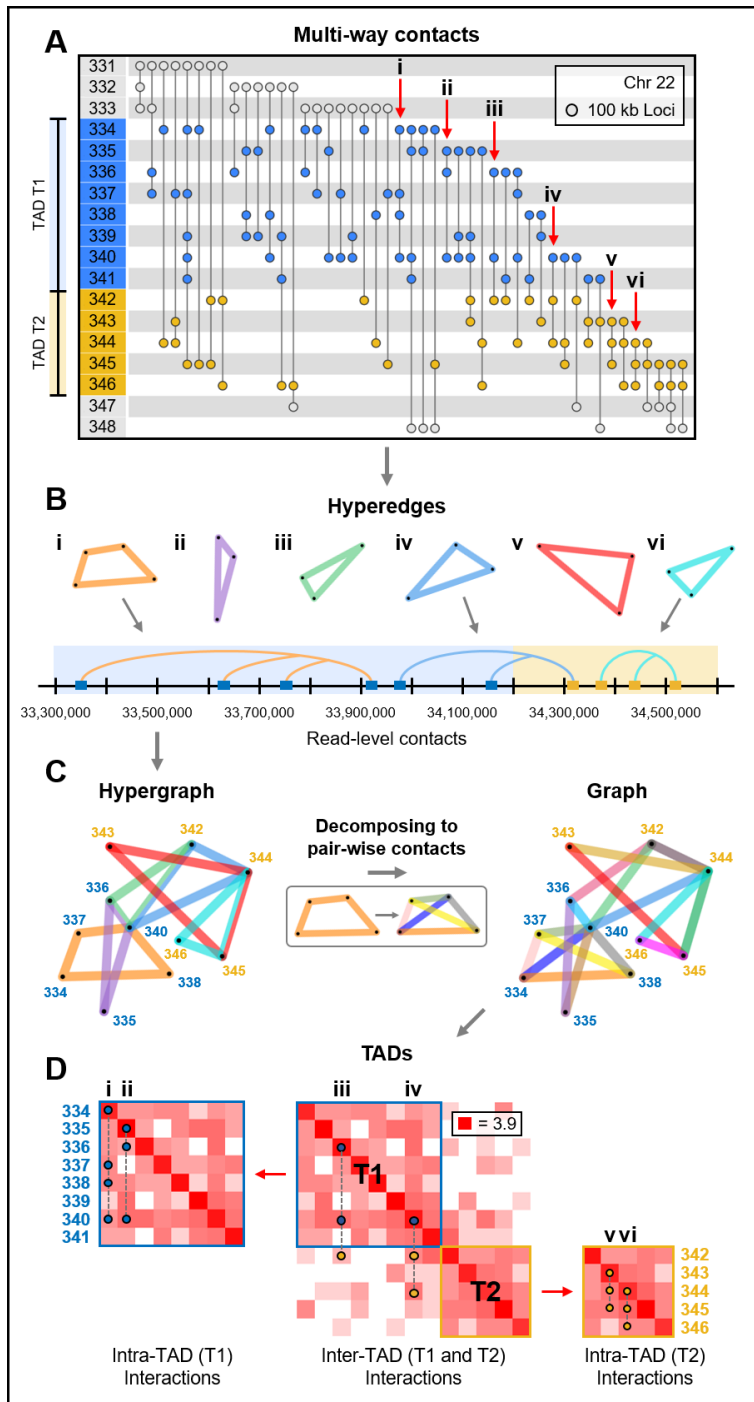 A
Multi-way contacts
331
332
333
334
335
336
337
338
339
340
341
342
343
344
345
346
347
348
TAD T1
TAD T2
i
ii
iii
iv
v
vi
Chr 22
100 kb Loci
B
Hyperedges
i
ii
iii
iv
v
vi
33,300,000
33,500,000
33,700,000
33,900,000
34,100,000
34,300,000
34,500,000
Read-level contacts
C
Hypergraph
343
342
344
336
337
340
346
345
334
338
335
Decomposing to
pair-wise contacts
Graph
343
342
344
336
337
340
346
345
334
338
335
TADs
D
i
ii
334
335
336
337
338
339
340
341
iii
iv
= 3.9
T1
T2
v
vi
342
343
344
345
346
Intra-TAD (T1)
Interactions
Inter-TAD (T1 and T2)
Interactions
Intra-TAD (T2)
Interactions